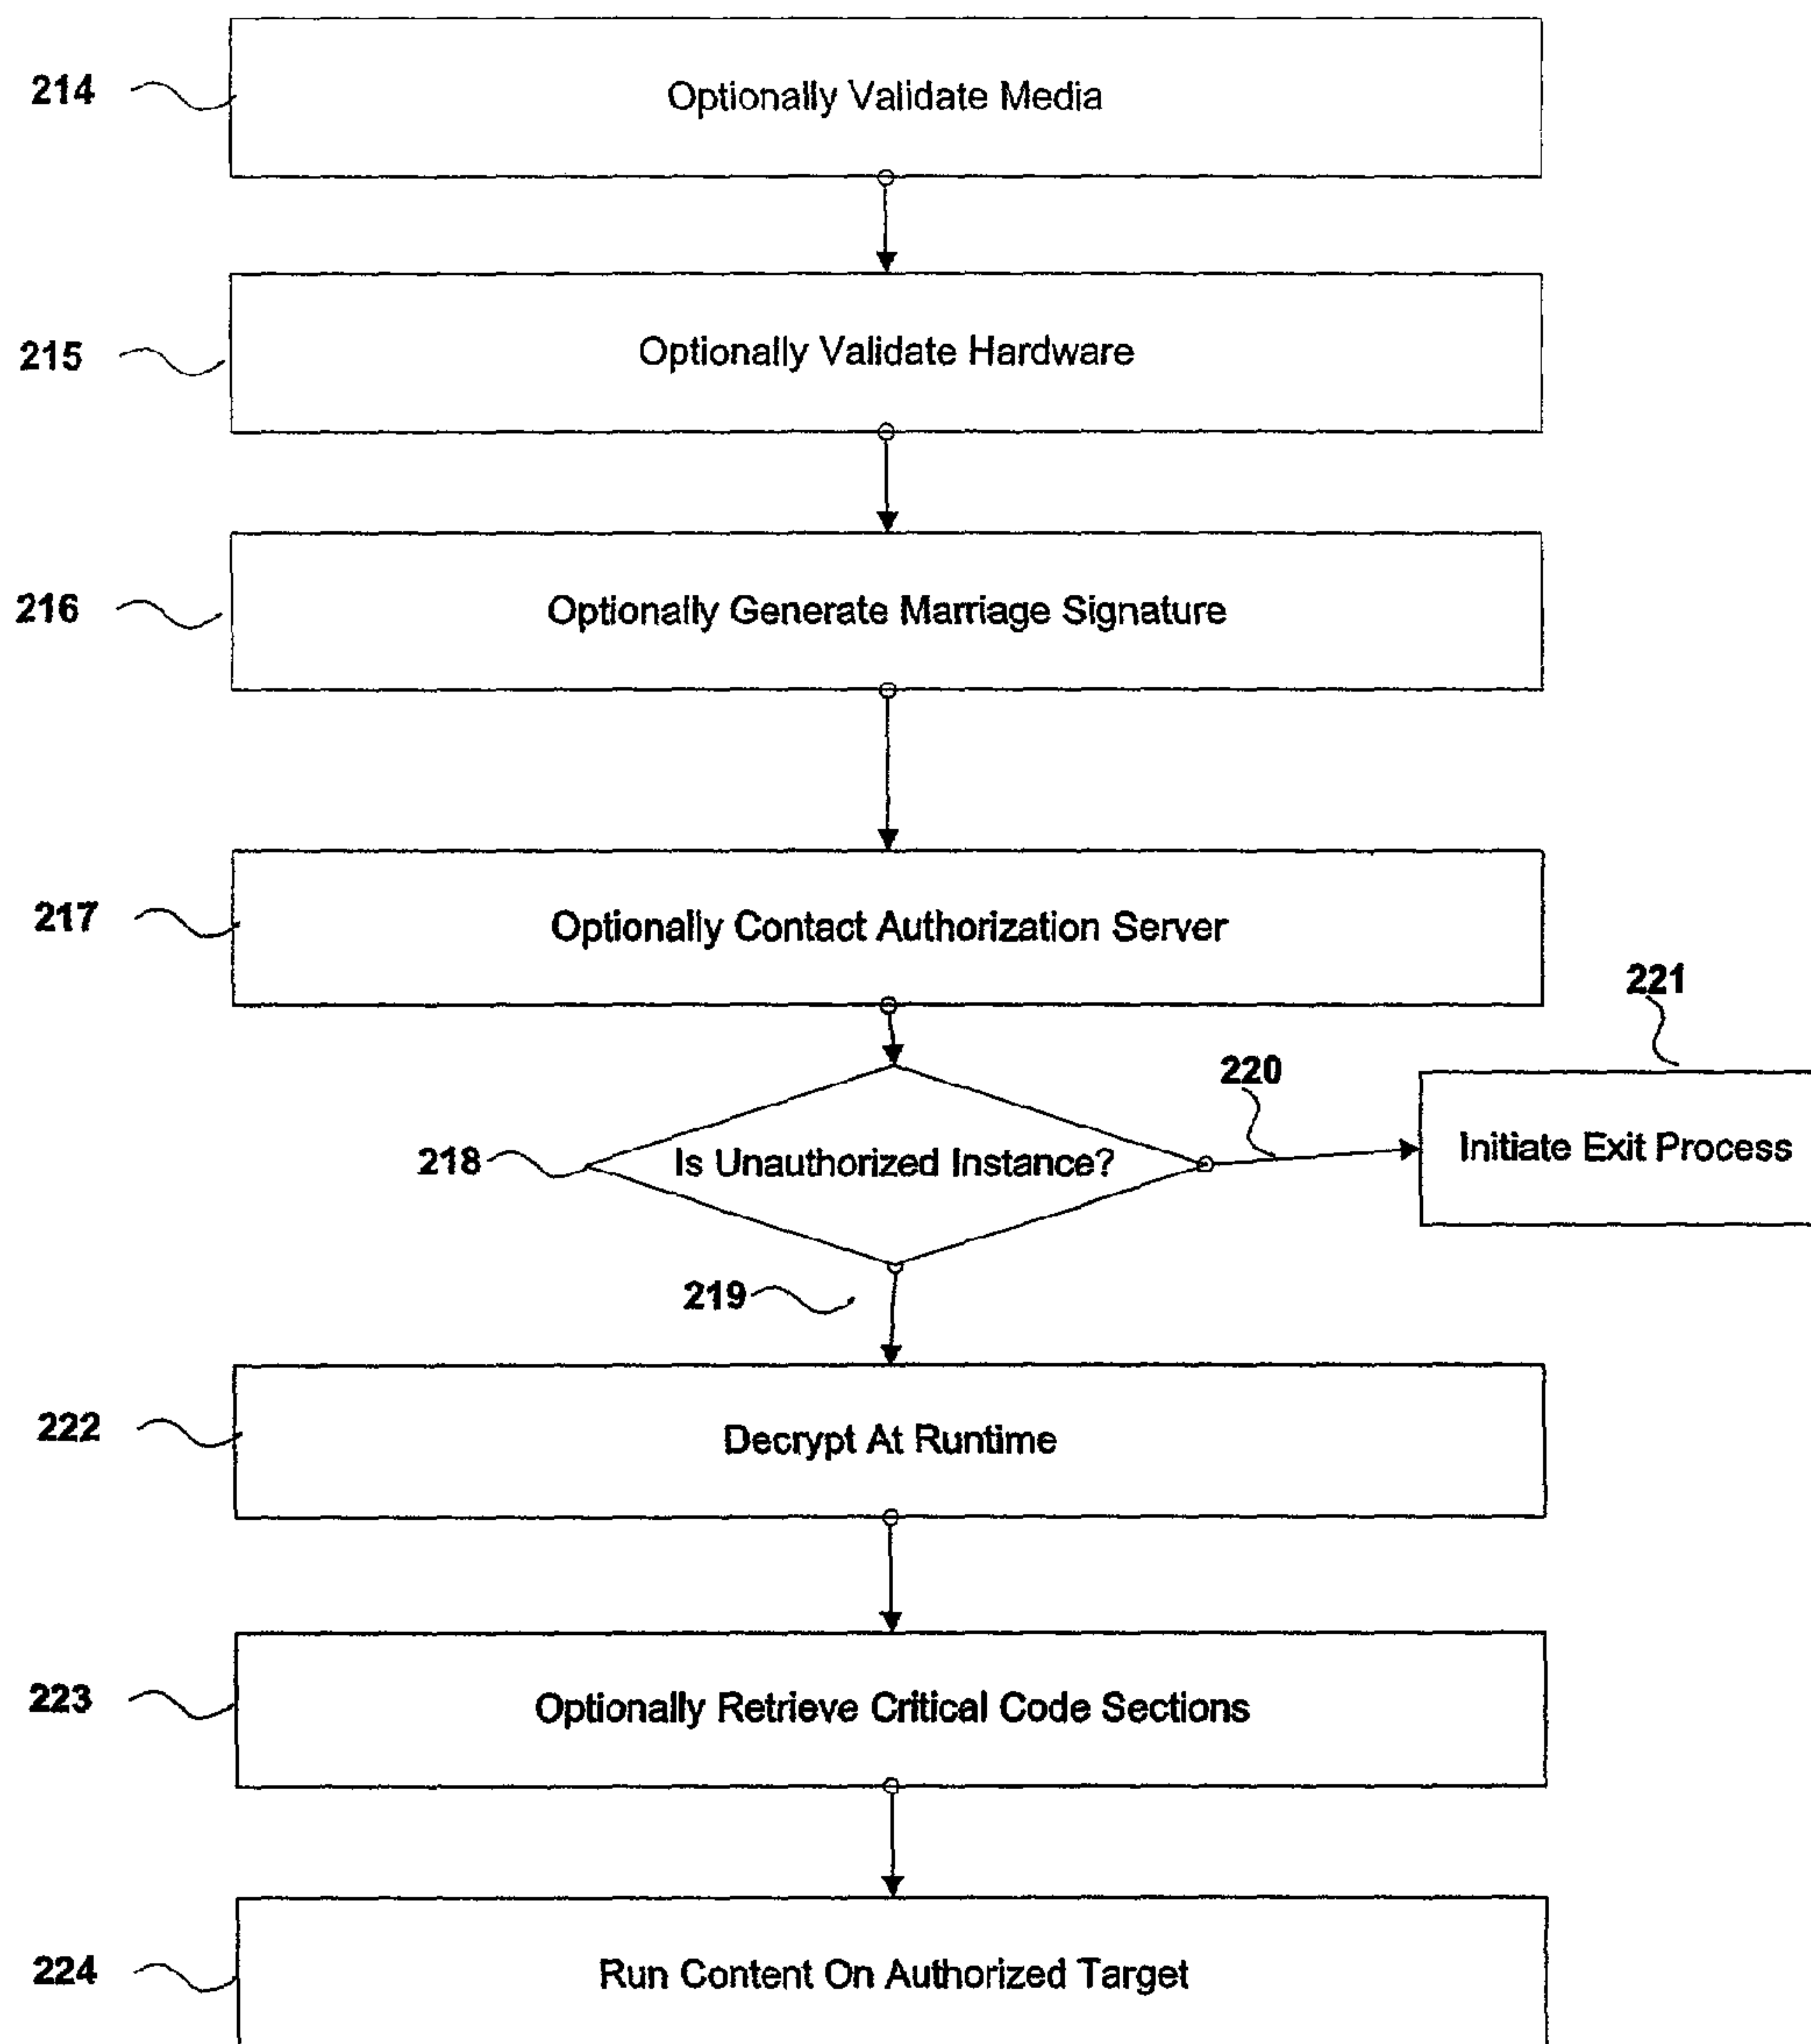 214
Optionally Validate Media
215
Optionally Validate Hardware
216
Optionally Generate Marriage Signature
217
Optionally Contact Authorization Server
221
220
Initiate Exit Process
218
Is Unauthorized Instance?
219
222
Decrypt At Runtime
223
Optionally Retrieve Critical Code Sections
224
Run Content On Authorized Target